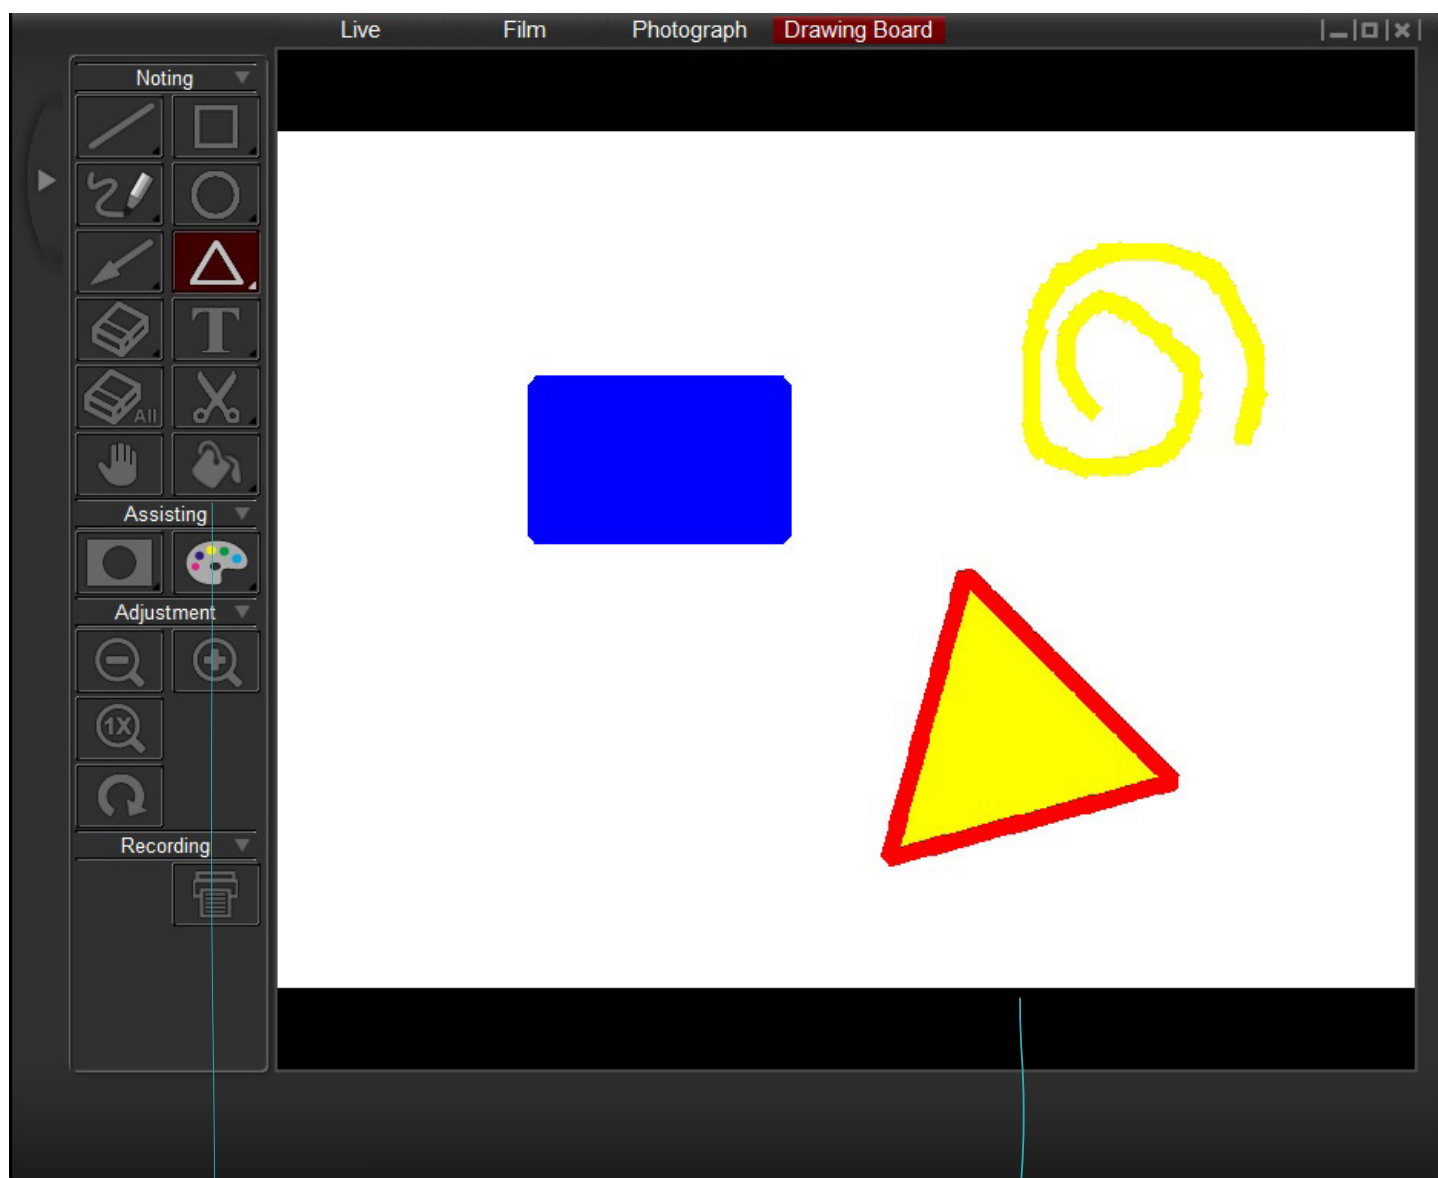 Live Film Photograph Drawing Board
Noting
T
All
Assisting
Adjustment
1X
Recording